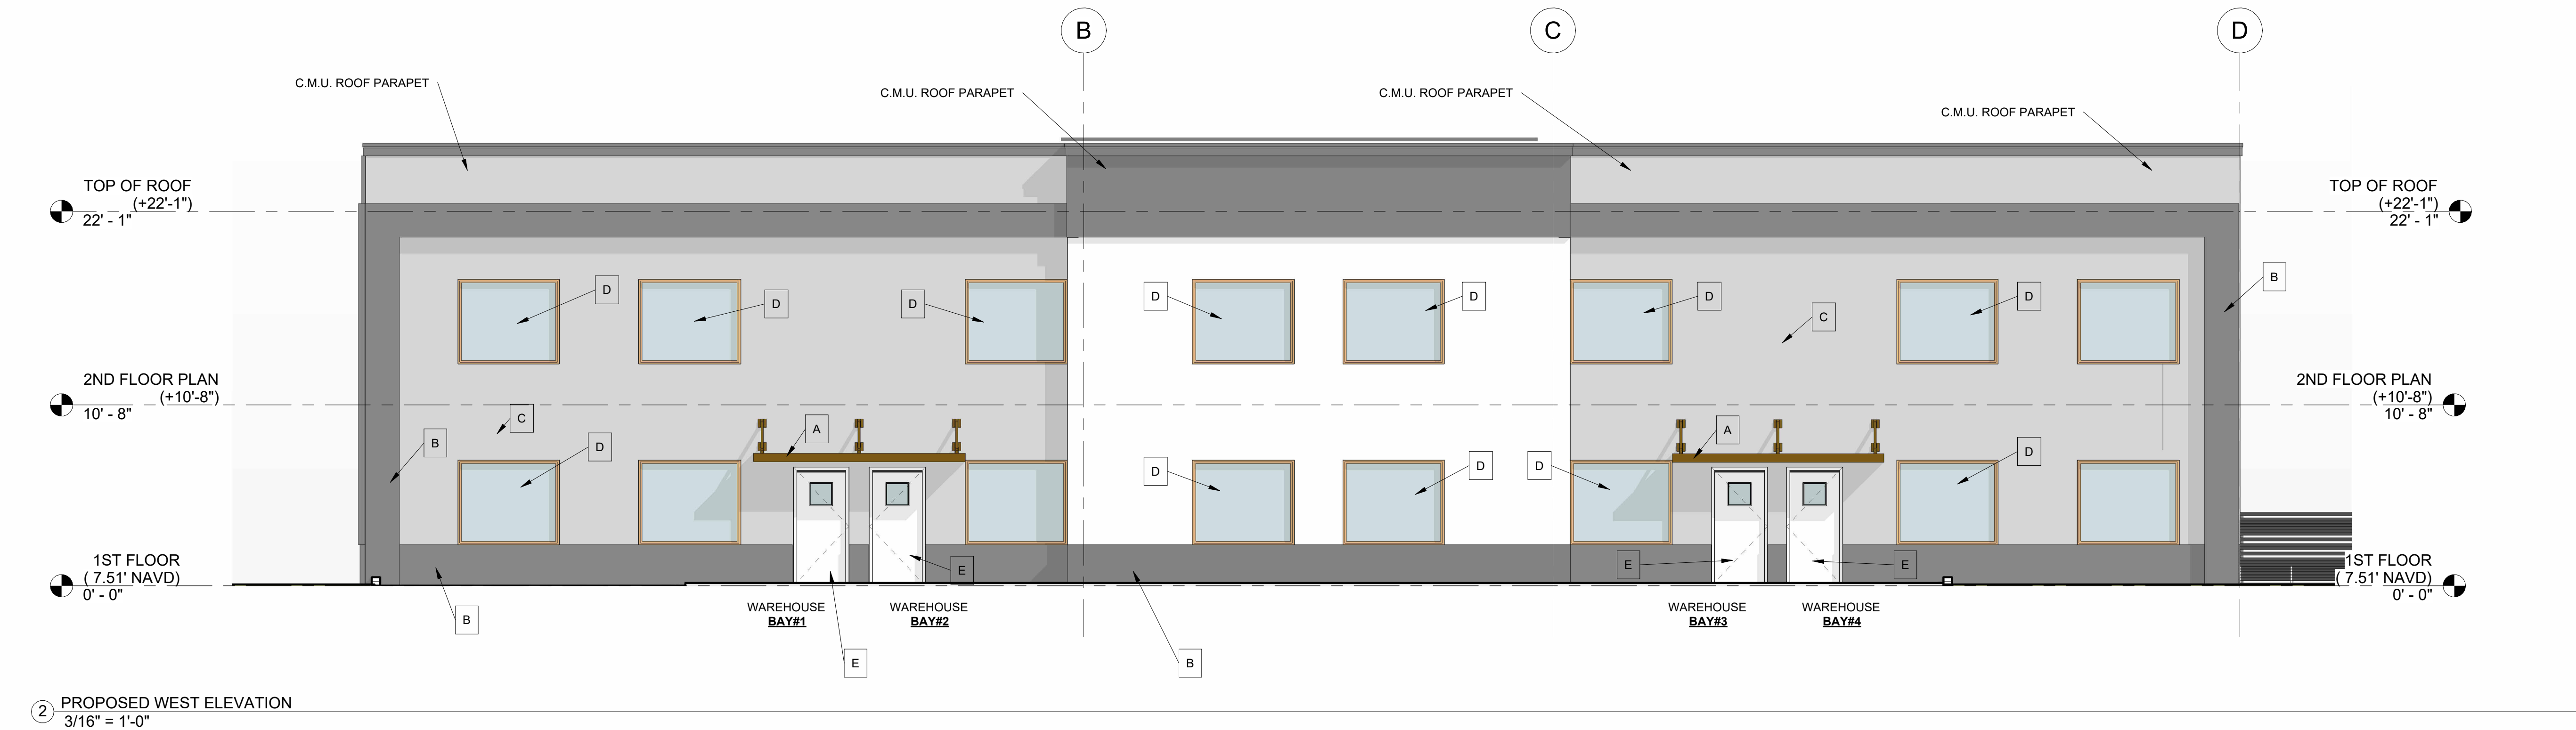 B
C
D
C.M.U. ROOF PARAPET
C.M.U. ROOF PARAPET
C.M.U. ROOF PARAPET
C.M.U. ROOF PARAPET
TOP OF ROOF
(+22'-1")
22' - 1"
TOP OF ROOF
(+22'-1")
22' - 1"
B
D
D
D
D
D
D
D
C
2ND FLOOR PLAN
(+10'-8")
10' - 8"
2ND FLOOR PLAN
(+10'-8")
10' - 8"
C
B
D
A
D
D
D
A
D
E
E
E
1ST FLOOR
( 7.51' NAVD)
0' - 0"
1ST FLOOR
( 7.51' NAVD)
0' - 0"
B
WAREHOUSE
BAY#1
WAREHOUSE
BAY#2
WAREHOUSE
BAY#3
WAREHOUSE
BAY#4
E
B
2
PROPOSED WEST ELEVATION
3/16" = 1'-0"